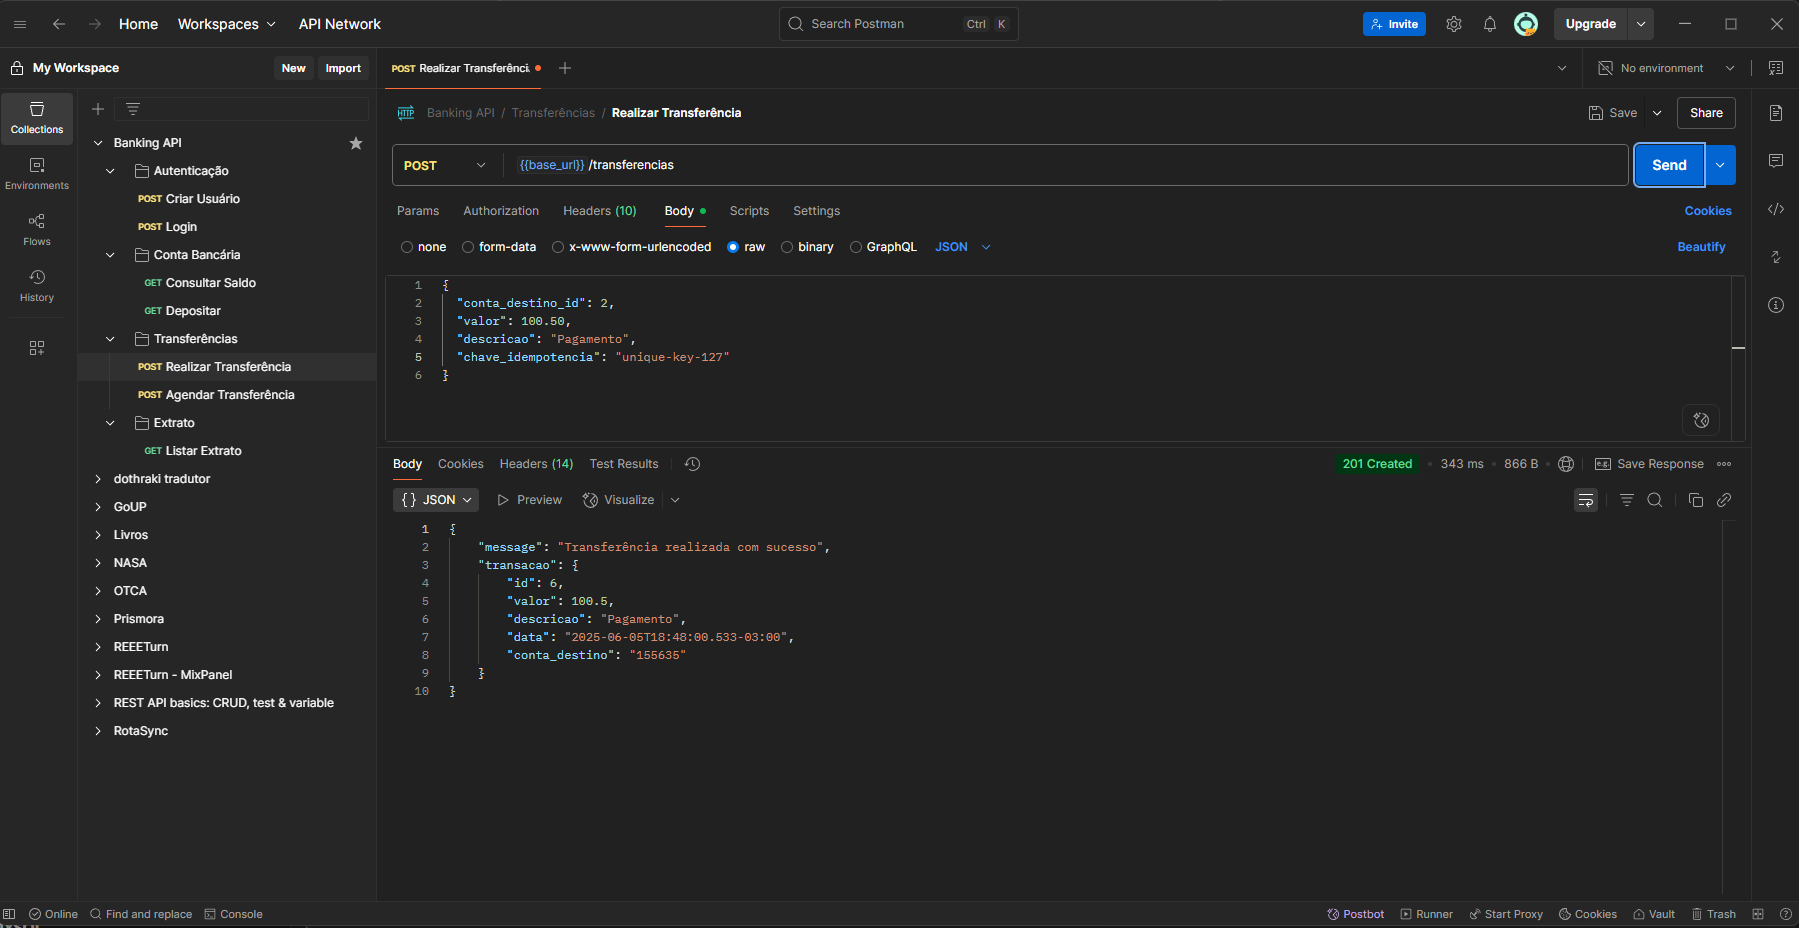 Home Workspaces API Network Search Postman Ctrl K Invite Upgrade
My Workspace New Import POST Realizar Transferênci No environment
Collections
Environments
Flows
History
Banking API
Autenticação
POST Criar Usuário
POST Login
Conta Bancária
GET Consultar Saldo
GET Depositar
Transferências
POST Realizar Transferência
POST Agendar Transferência
Extrato
GET Listar Extrato
dothraki tradutor
GoUP
Livros
NASA
OTCA
Prismora
REEETurn
REEETurn - MixPanel
REST API basics: CRUD, test & variable
RotaSync
HTTP Banking API / Transferências / Realizar Transferência Save Share
POST {{base_url}} /transferencias Send
Params Authorization Headers (10) Body Scripts Settings Cookies
none form-data x-www-form-urlencoded raw binary GraphQL JSON Beautify
1 {
2 "conta_destino_id": 2,
3 "valor": 100.50,
4 "descricao": "Pagamento",
5 "chave_idempotencia": "unique-key-127"
6 }
Body Cookies Headers (14) Test Results 201 Created 343 ms 866 B e.g. Save Response
{} JSON Preview Visualize
1 {
2 "message": "Transferência realizada com sucesso",
3 "transacao": {
4 "id": 6,
5 "valor": 100.5,
6 "descricao": "Pagamento",
7 "data": "2025-06-05T18:48:00.533-03:00",
8 "conta_destino": "155635"
9 }
10 }
Online Find and replace Console Postbot Runner Start Proxy Cookies Vault Trash